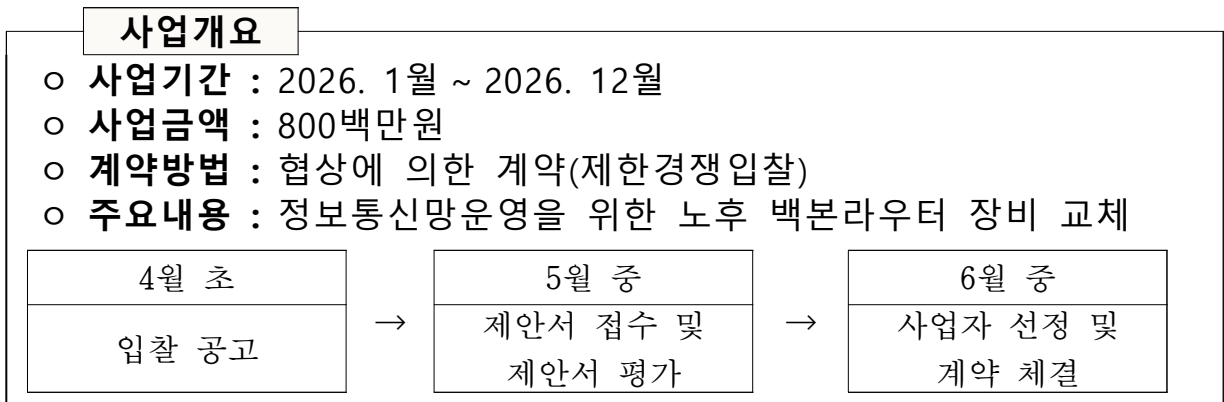 사업개요
ㅇ 사업기간 : 2026. 1월 ~ 2026. 12월
ㅇ 사업금액 : 800백만원
ㅇ 계약방법 : 협상에 의한 계약(제한경쟁입찰)
ㅇ 주요내용 : 정보통신망운영을 위한 노후 백본라우터 장비 교체
4월 초
입찰 공고
→
5월 중
제안서 접수 및
제안서 평가
→
6월 중
사업자 선정 및
계약 체결